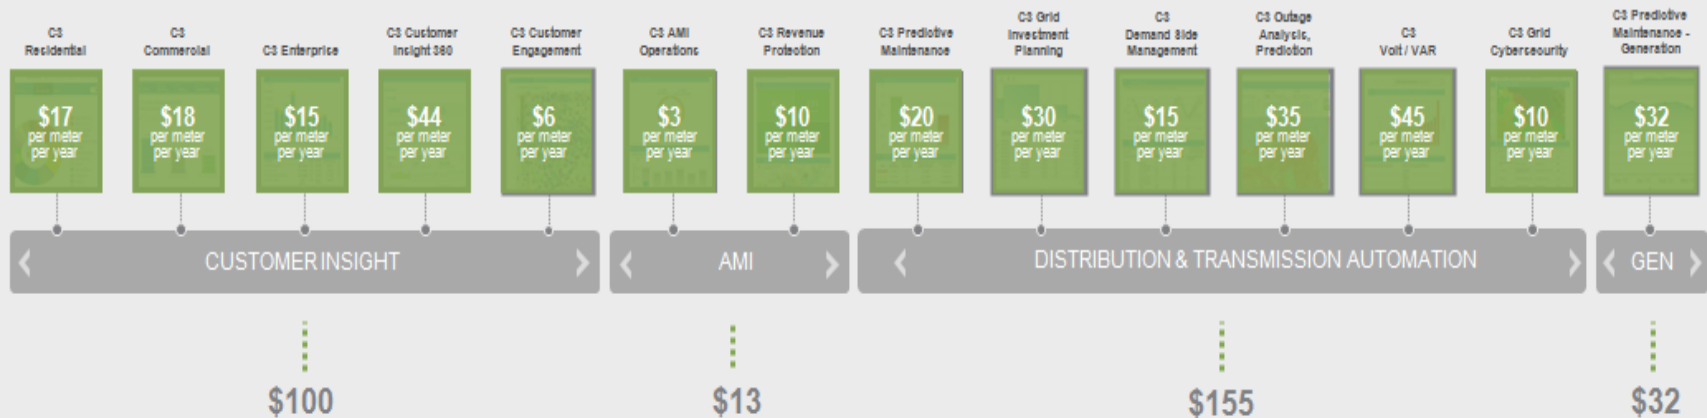 C3
Residential
C3
Commercial
C3 Enterprise
C3 Customer
Insight 360
C3 Customer
Engagement
C3 AMI
Operations
C3 Revenue
Protection
C3 Predictive
Maintenance
C3 Grid
Investment
Planning
C3
Demand Side
Management
C3 Outage
Analysis,
Prediction
C3
Volt / VAR
C3 Grid
Cybersecurity
C3 Predictive
Maintenance -
Generation
$17
per meter
per year
$18
per meter
per year
$15
per meter
per year
$44
per meter
per year
$6
per meter
per year
$3
per meter
per year
$10
per meter
per year
$20
per meter
per year
$30
per meter
per year
$15
per meter
per year
$35
per meter
per year
$45
per meter
per year
$10
per meter
per year
$32
per meter
per year
CUSTOMER INSIGHT
AMI
DISTRIBUTION & TRANSMISSION AUTOMATION
GEN
$100
$13
$155
$32